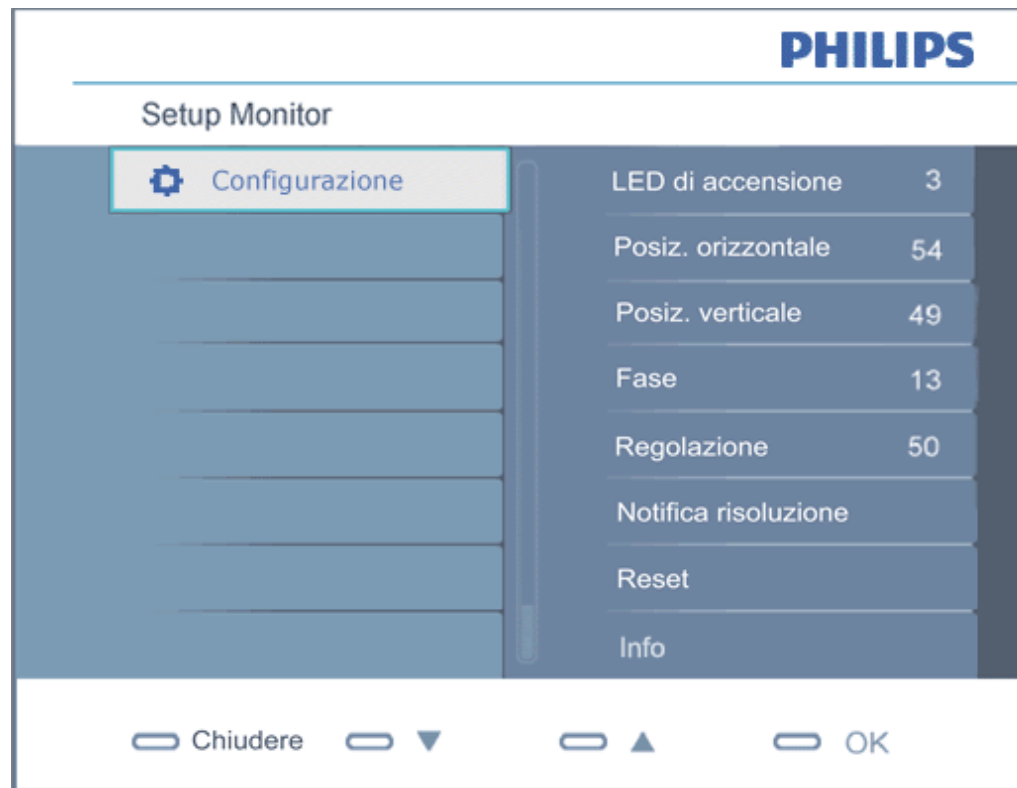 PHILIPS
Setup Monitor
Configurazione
LED di accensione 3
Posiz. orizzontale 54
Posiz. verticale 49
Fase 13
Regolazione 50
Notifica risoluzione
Reset
Info
Chiudere ▼ ▲ OK